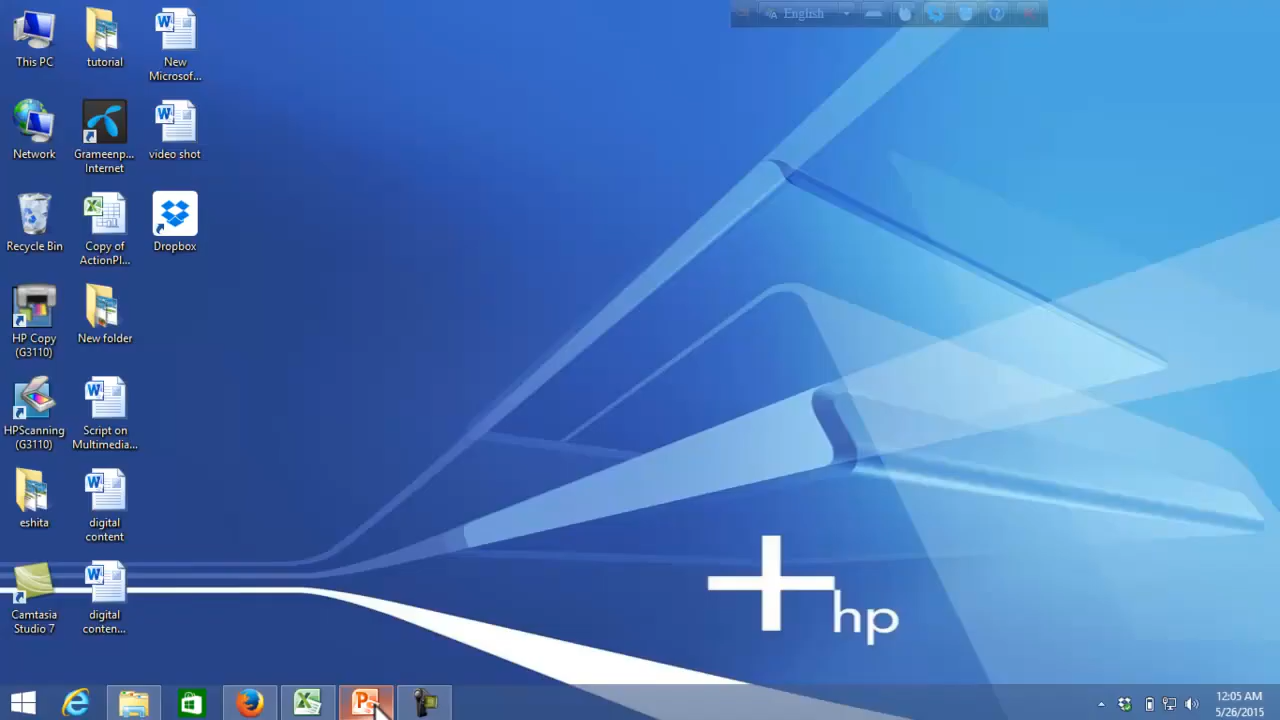 English
This PC
tutorial
New
Microsof...
Network
Grameenp...
Internet
video shot
Recycle Bin
Copy of
ActionPl...
Dropbox
HP Copy
(G3110)
New folder
HPScanning
(G3110)
Script on
Multimedia...
eshita
digital
content
Camtasia
Studio 7
digital
conten...
hp
12:05 AM
5/26/2015